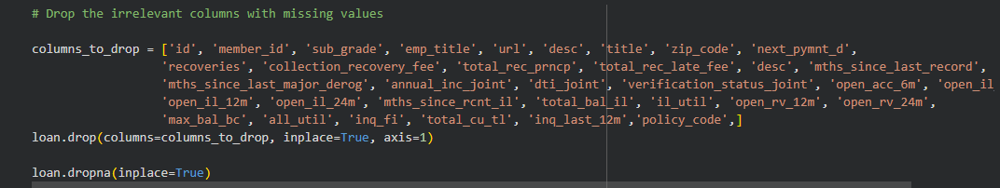 # Drop the irrelevant columns with missing values
columns_to_drop = ['id', 'member_id', 'sub_grade', 'emp_title', 'url', 'desc', 'title', 'zip_code', 'next_pymnt_d',
'recoveries', 'collection_recovery_fee', 'total_rec_prncp', 'total_rec_late_fee', 'desc', 'mths_since_last_record',
'mths_since_last_major_derog', 'annual_inc_joint', 'dti_joint', 'verification_status_joint', 'open_acc_6m', 'open_il
'open_il_12m', 'open_il_24m', 'mths_since_rcnt_il', 'total_bal_il', 'il_util', 'open_rv_12m', 'open_rv_24m',
'max_bal_bc', 'all_util', 'inq_fi', 'total_cu_tl', 'inq_last_12m','policy_code',]
loan.drop(columns=columns_to_drop, inplace=True, axis=1)
loan.dropna(inplace=True)